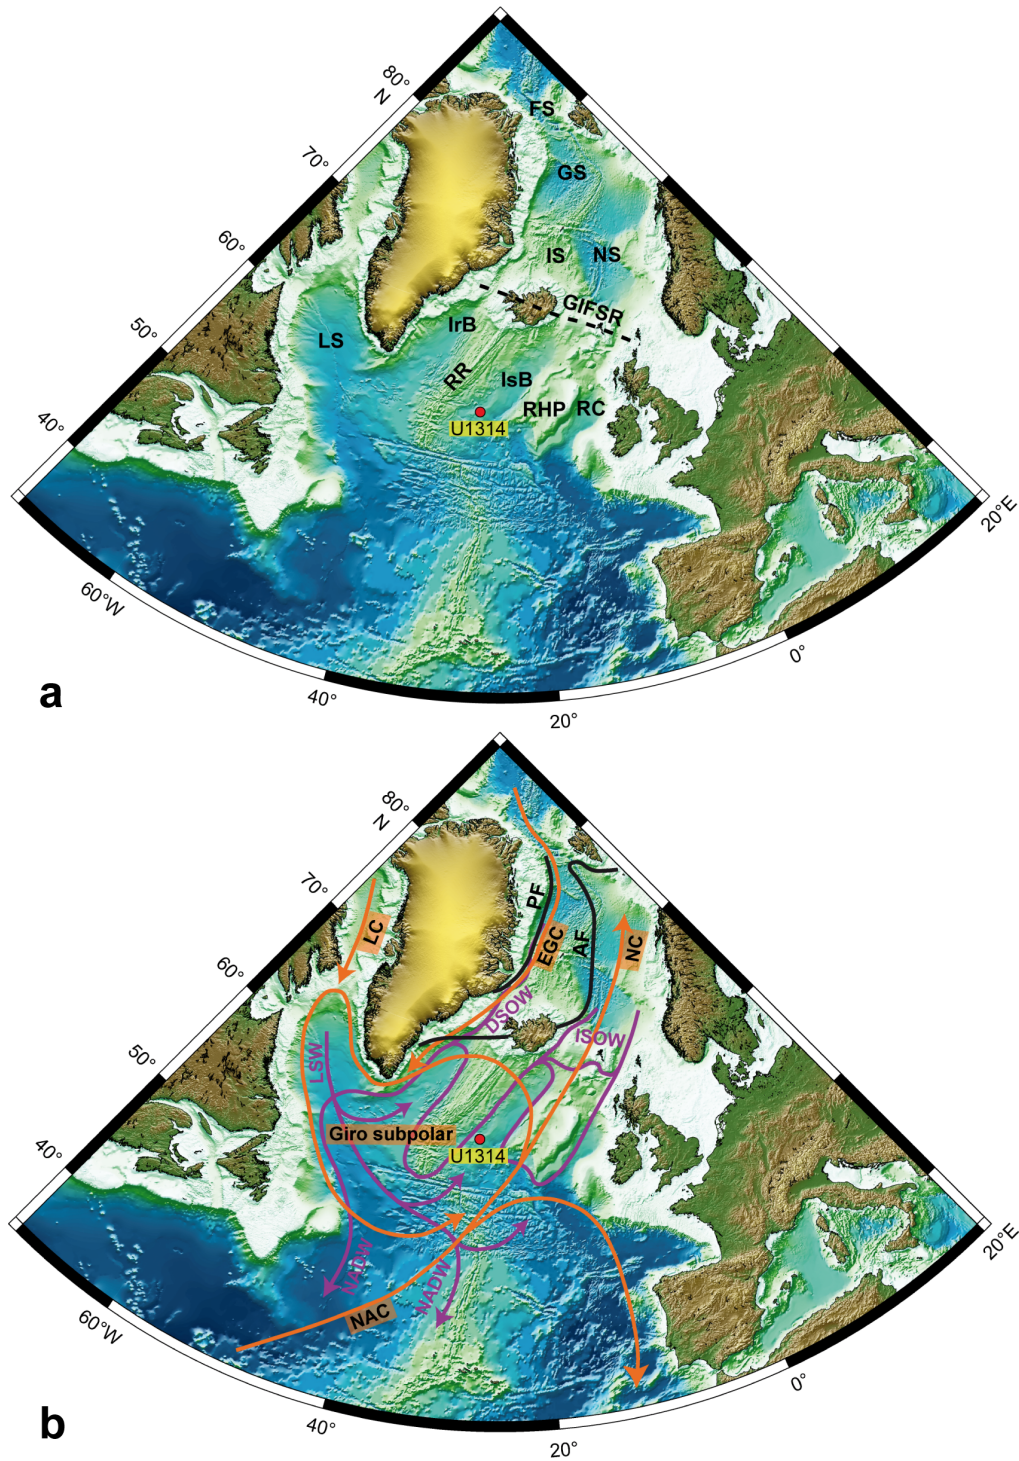 80°
N
FS
70°
GS
60°
IS
NS
GIFSR
50°
LS
IrB
RR
IsB
40°
RHP
RC
U1314
20°E
60°W
0°
a
40°
20°
80°
N
70°
PF
LC
EGC
AF
NC
60°
DSOW
ISOW
50°
LSW
Giro subpolar
40°
U1314
20°E
NADW
NADW
NAC
60°W
0°
b
40°
20°